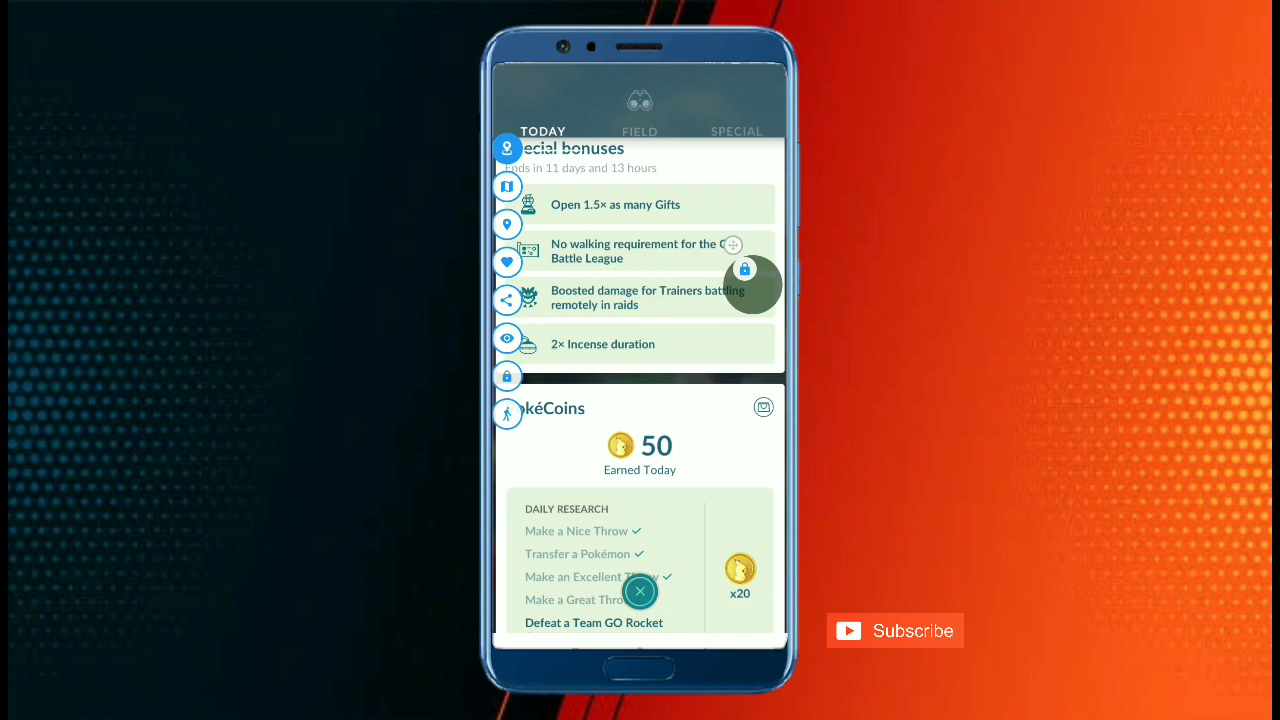 TODAY FIELD SPECIAL
ecial bonuses
Ends in 11 days and 13 hours
Open 1.5× as many Gifts
No walking requirement for the
Battle League
Boosted damage for Trainers battling
remotely in raids
2× Incense duration
okéCoins
50
Earned Today
DAILY RESEARCH
Make a Nice Throw
Transfer a Pokémon
Make an Excellent
Make a Great Thro
x20
Defeat a Team GO Rocket
Subscribe